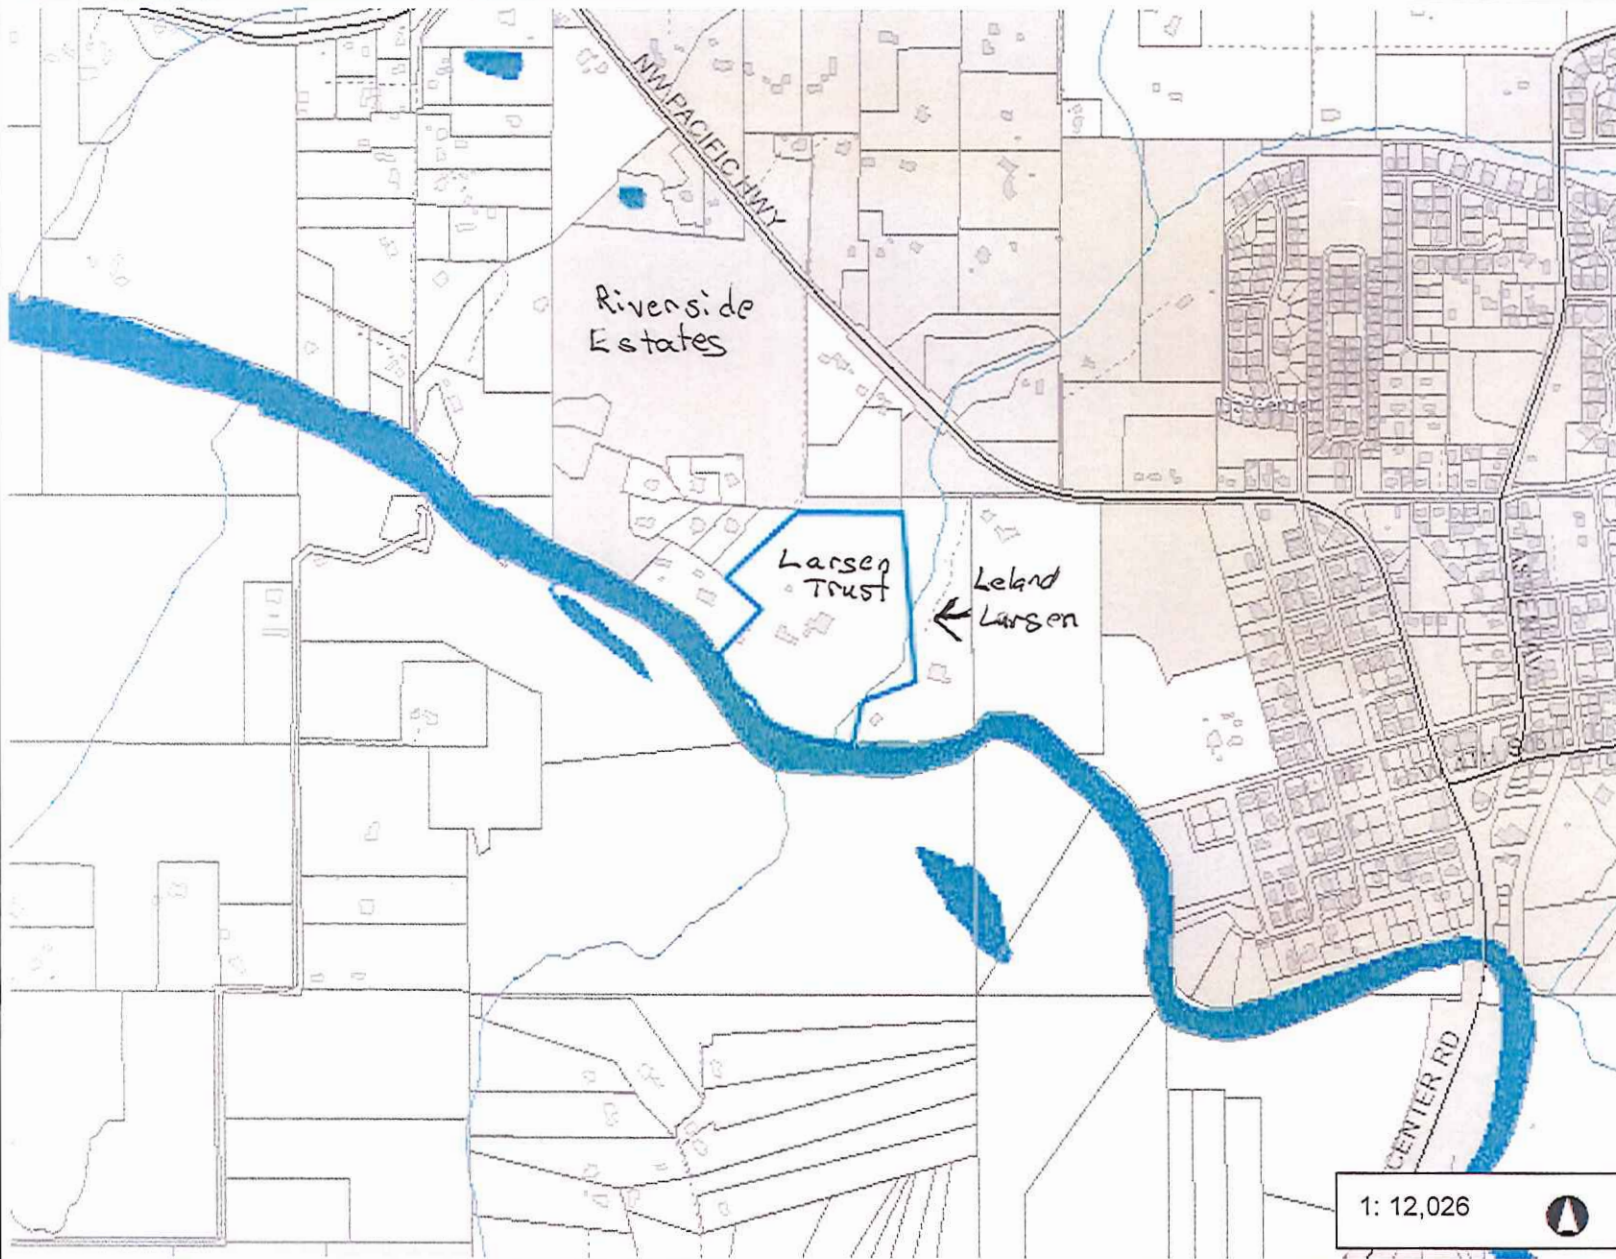 NW PACIFIC HWY
Riverside
Estates
Larsen
Trust
Leland
Larsen
CENTER RD
1: 12,026